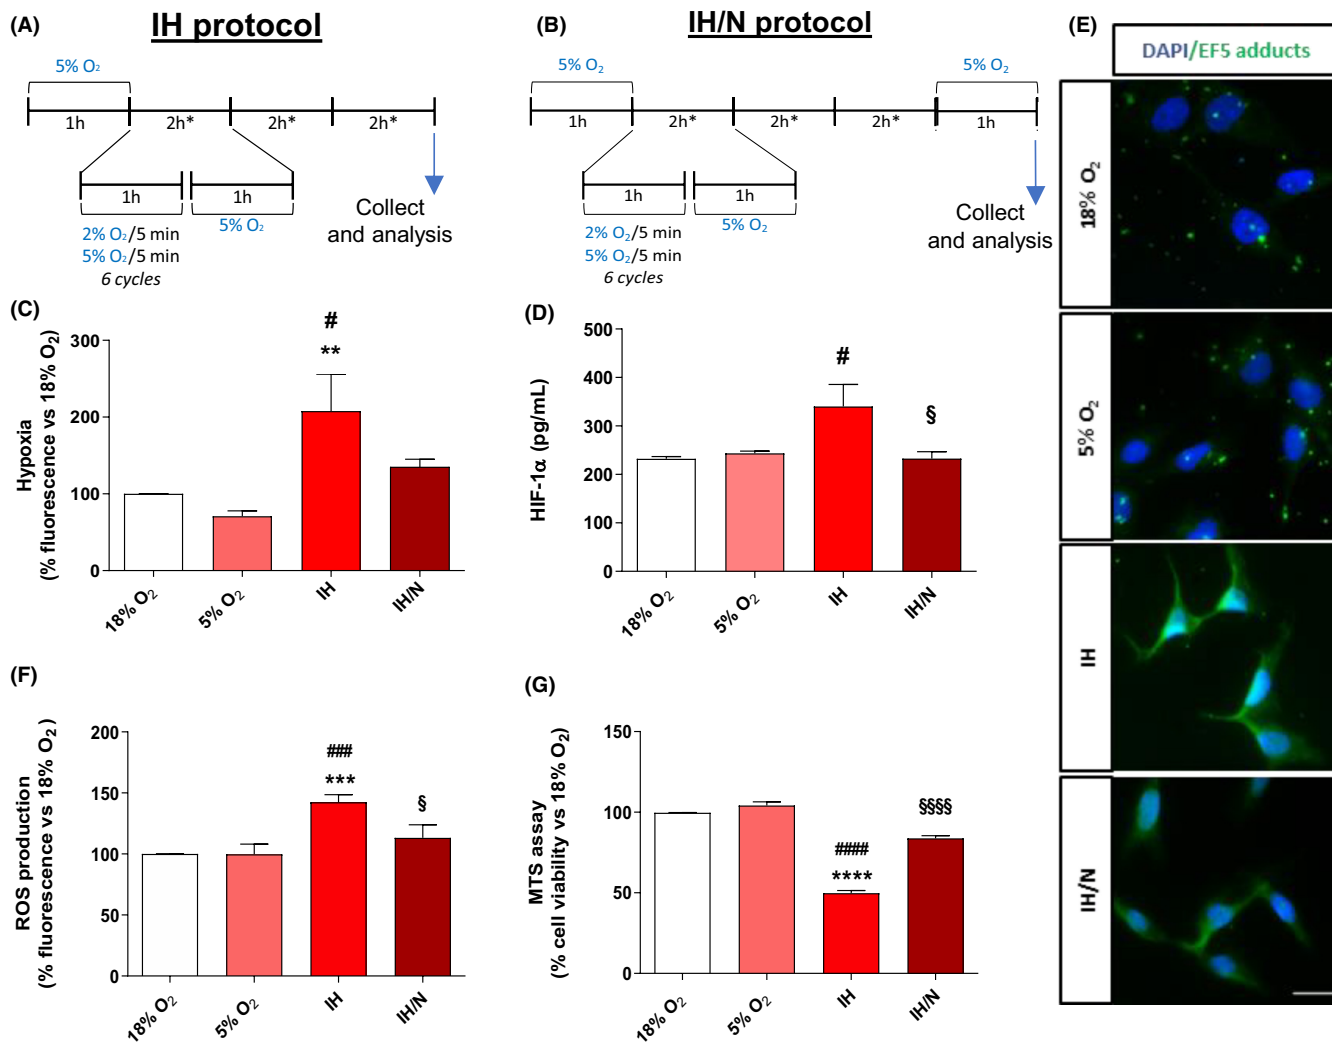 (A)
IH protocol
5% O₂
1h
2h*
2h*
2h*
1h
1h
2% O₂/5 min
5% O₂/5 min
6 cycles
5% O₂
Collect
and analysis
(B)
IH/N protocol
5% O₂
5% O₂
1h
2h*
2h*
2h*
1h
1h
1h
2% O₂/5 min
5% O₂/5 min
6 cycles
5% O₂
Collect
and analysis
(E)
DAPI/EF5 adducts
18% O₂
5% O₂
IH
IH/N
(C)
Hypoxia
(% fluorescence vs 18% O₂)
300
200
100
0
#
**
18% O₂
5% O₂
IH
IH/N
(D)
HIF-1α (pg/mL)
500
400
300
200
100
0
#
§
18% O₂
5% O₂
IH
IH/N
(F)
ROS production
(% fluorescence vs 18% O₂)
200
150
100
50
0
###
***
§
18% O₂
5% O₂
IH
IH/N
(G)
MTS assay
(% cell viability vs 18% O₂)
150
100
50
0
####
****
§§§§
18% O₂
5% O₂
IH
IH/N